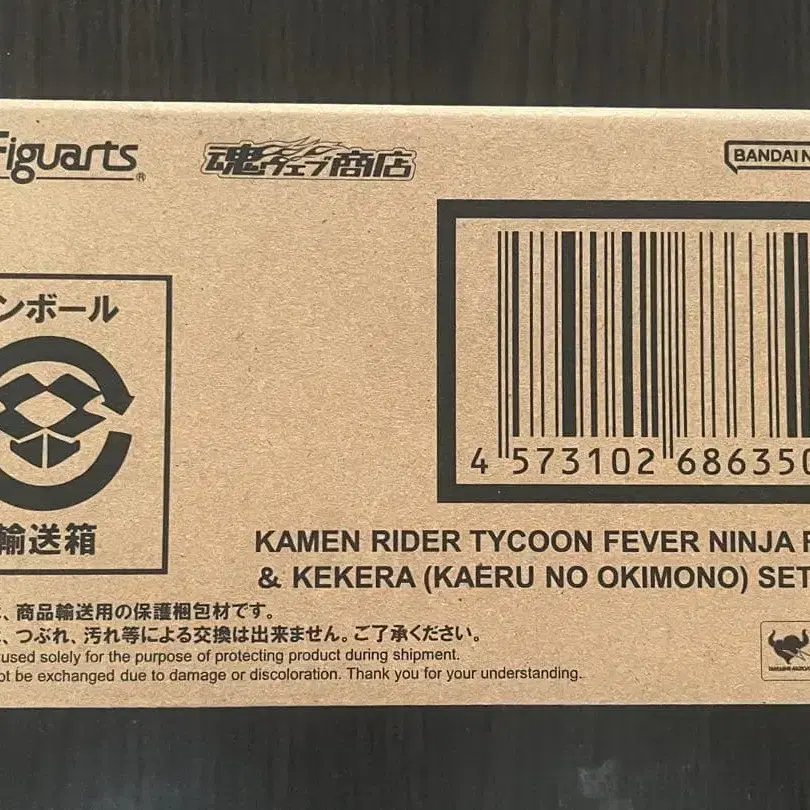 Figuarts®
魂ウェブ商店
BANDAI N
ンボール
輸送箱
4 573102 686350
KAMEN RIDER TYCOON FEVER NINJA F
& KEKERA (KAERU NO OKIMONO) SET
、商品輸送用の保護梱包材です。
、つぶれ、汚れ等による交換は出来ません。ご了承ください。
used solely for the purpose of protecting product during shipment.
ot be exchanged due to damage or discoloration. Thank you for your understanding.